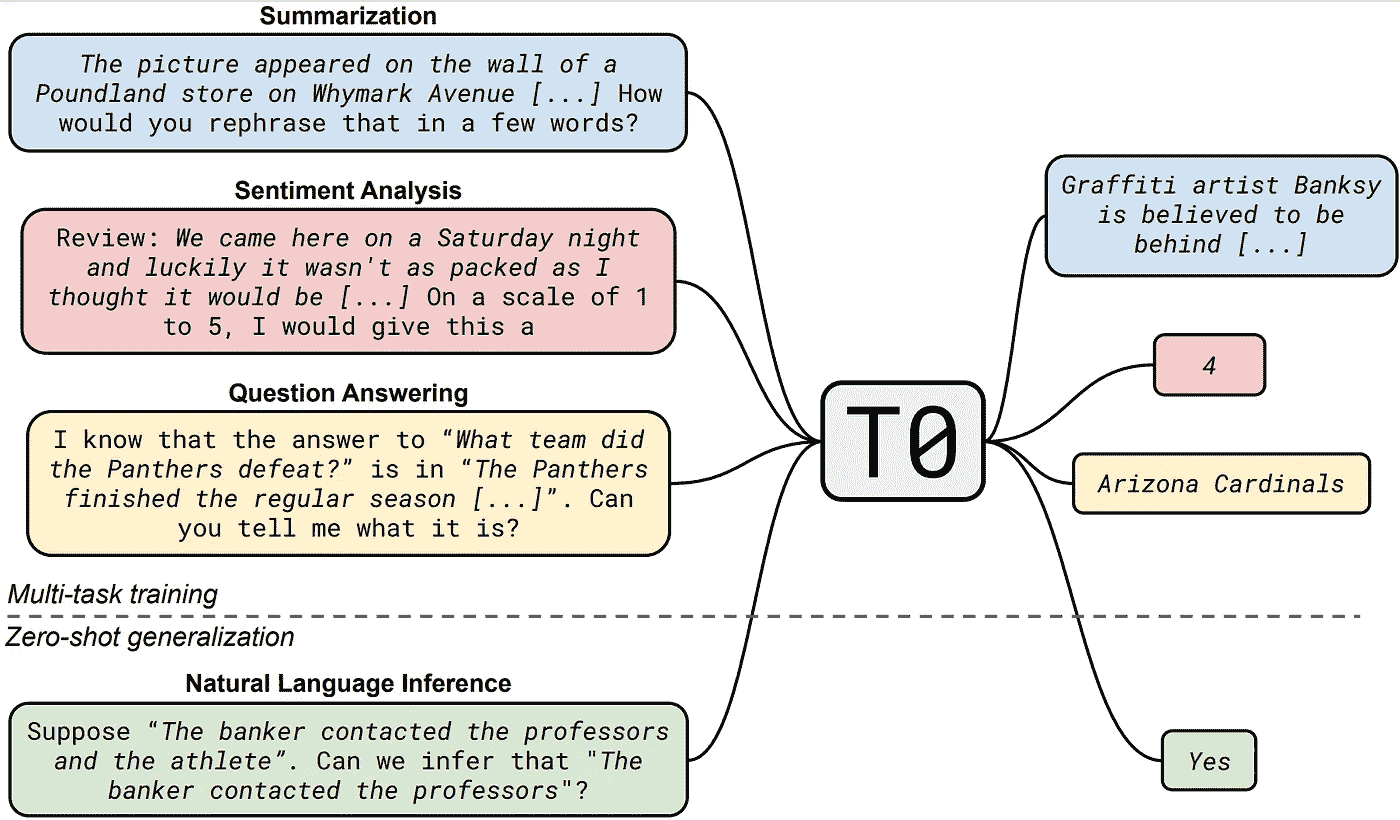 Summarization
The picture appeared on the wall of a
Poundland store on Whymark Avenue [...] How
would you rephrase that in a few words?
Sentiment Analysis
Review: We came here on a Saturday night
and luckily it wasn't as packed as I
thought it would be [...] On a scale of 1
to 5, I would give this a
Question Answering
I know that the answer to “What team did
the Panthers defeat?” is in “The Panthers
finished the regular season [...]”. Can
you tell me what it is?
Multi-task training
Zero-shot generalization
Natural Language Inference
Suppose “The banker contacted the professors
and the athlete”. Can we infer that "The
banker contacted the professors"?
T0
Graffiti artist Banksy
is believed to be
behind [...]
4
Arizona Cardinals
Yes